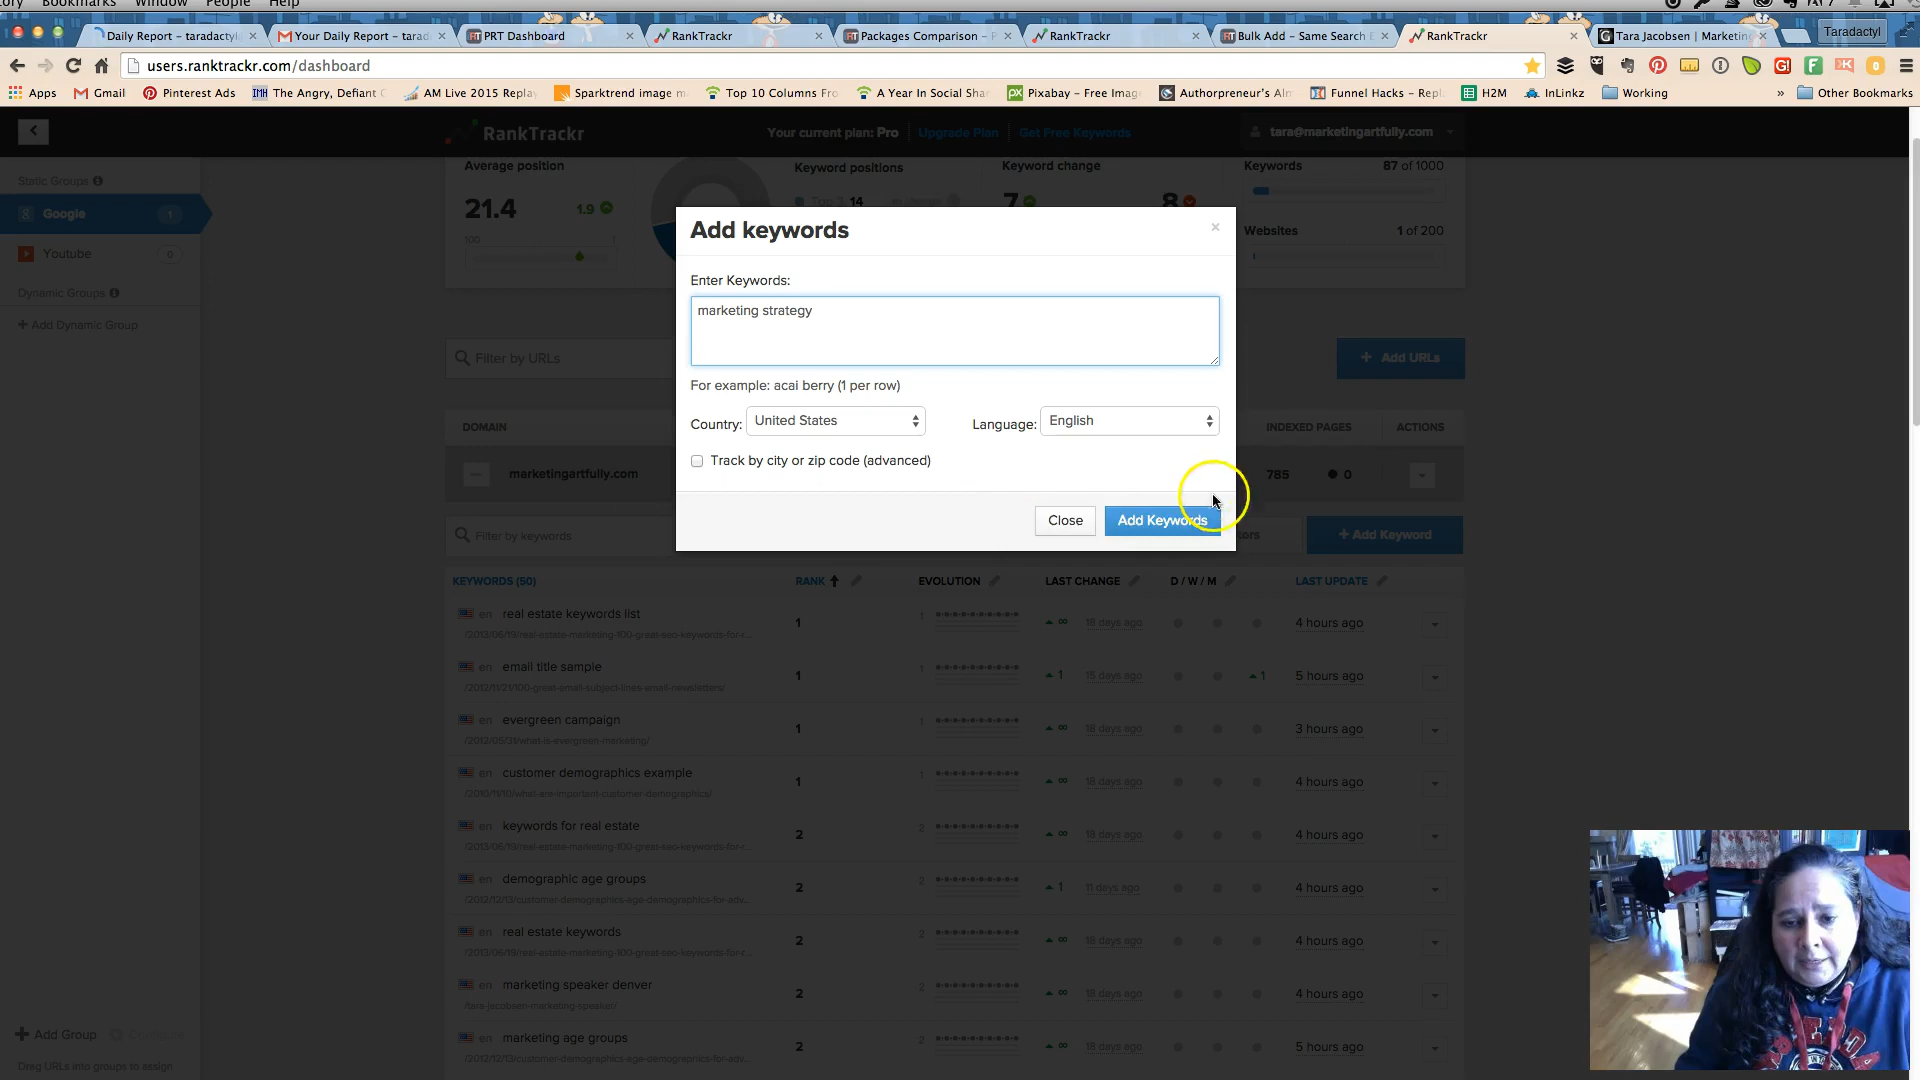 Bookmarks Window People Help
Daily Report – taradactyl
Your Daily Report – tarad
PRT Dashboard
RankTrackr
Packages Comparison – P
RankTrackr
Bulk Add – Same Search E
RankTrackr
Tara Jacobsen | Marketin
Taradactyl
users.ranktrackr.com/dashboard
Apps
Gmail
Pinterest Ads
The Angry, Defiant
AM Live 2015 Replay
Sparktrend image m
Top 10 Columns Fro
A Year In Social Sha
Pixabay – Free Imag
Authorpreneur's Alm
Funnel Hacks – Repl
H2M
InLinkz
Working
» Other Bookmarks
RankTrackr
Your current plan: Pro
Upgrade Plan
Get Free Keywords
tara@marketingartfully.com
Static Groups
Google 1
Youtube 0
Dynamic Groups
+ Add Dynamic Group
Average position
21.4 1.9
100 1
Keyword positions
14
Keyword change
7 8
Keywords 87 of 1000
Websites 1 of 200
Add keywords ×
Enter Keywords:
marketing strategy
For example: acai berry (1 per row)
Country: United States Language: English
Track by city or zip code (advanced)
Close Add Keywords
Filter by URLs + Add URLs
DOMAIN INDEXED PAGES ACTIONS
marketingartfully.com 785 0
Filter by keywords + Add Keyword
KEYWORDS (50) RANK EVOLUTION LAST CHANGE D / W / M LAST UPDATE
en real estate keywords list 1 1 ∞ 18 days ago 4 hours ago
/2013/06/19/real-estate-marketing-100-great-seo-keywords-for-r...
en email title sample 1 1 1 15 days ago 1 5 hours ago
/2012/11/21/100-great-email-subject-lines-email-newsletters/
en evergreen campaign 1 1 ∞ 18 days ago 3 hours ago
/2012/05/31/what-is-evergreen-marketing/
en customer demographics example 1 1 ∞ 18 days ago 4 hours ago
/2010/11/10/what-are-important-customer-demographics/
en keywords for real estate 2 2 ∞ 18 days ago 4 hours ago
/2013/06/19/real-estate-marketing-100-great-seo-keywords-for-r...
en demographic age groups 2 2 1 11 days ago 4 hours ago
/2012/12/13/customer-demographics-age-demographics-for-adv...
en real estate keywords 2 2 ∞ 18 days ago 4 hours ago
/2013/06/19/real-estate-marketing-100-great-seo-keywords-for-r...
en marketing speaker denver 2 2 ∞ 18 days ago 4 hours ago
/tara-jacobsen-marketing-speaker/
en marketing age groups 2 2 ∞ 18 days ago 5 hours ago
/2012/12/13/customer-demographics-age-demographics-for-adv...
+ Add Group
Drag URLs into groups to assign